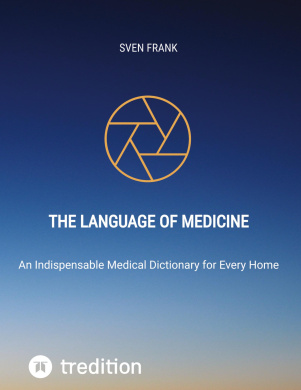 SVEN FRANK
THE LANGUAGE OF MEDICINE
An Indispensable Medical Dictionary for Every Home
tredition